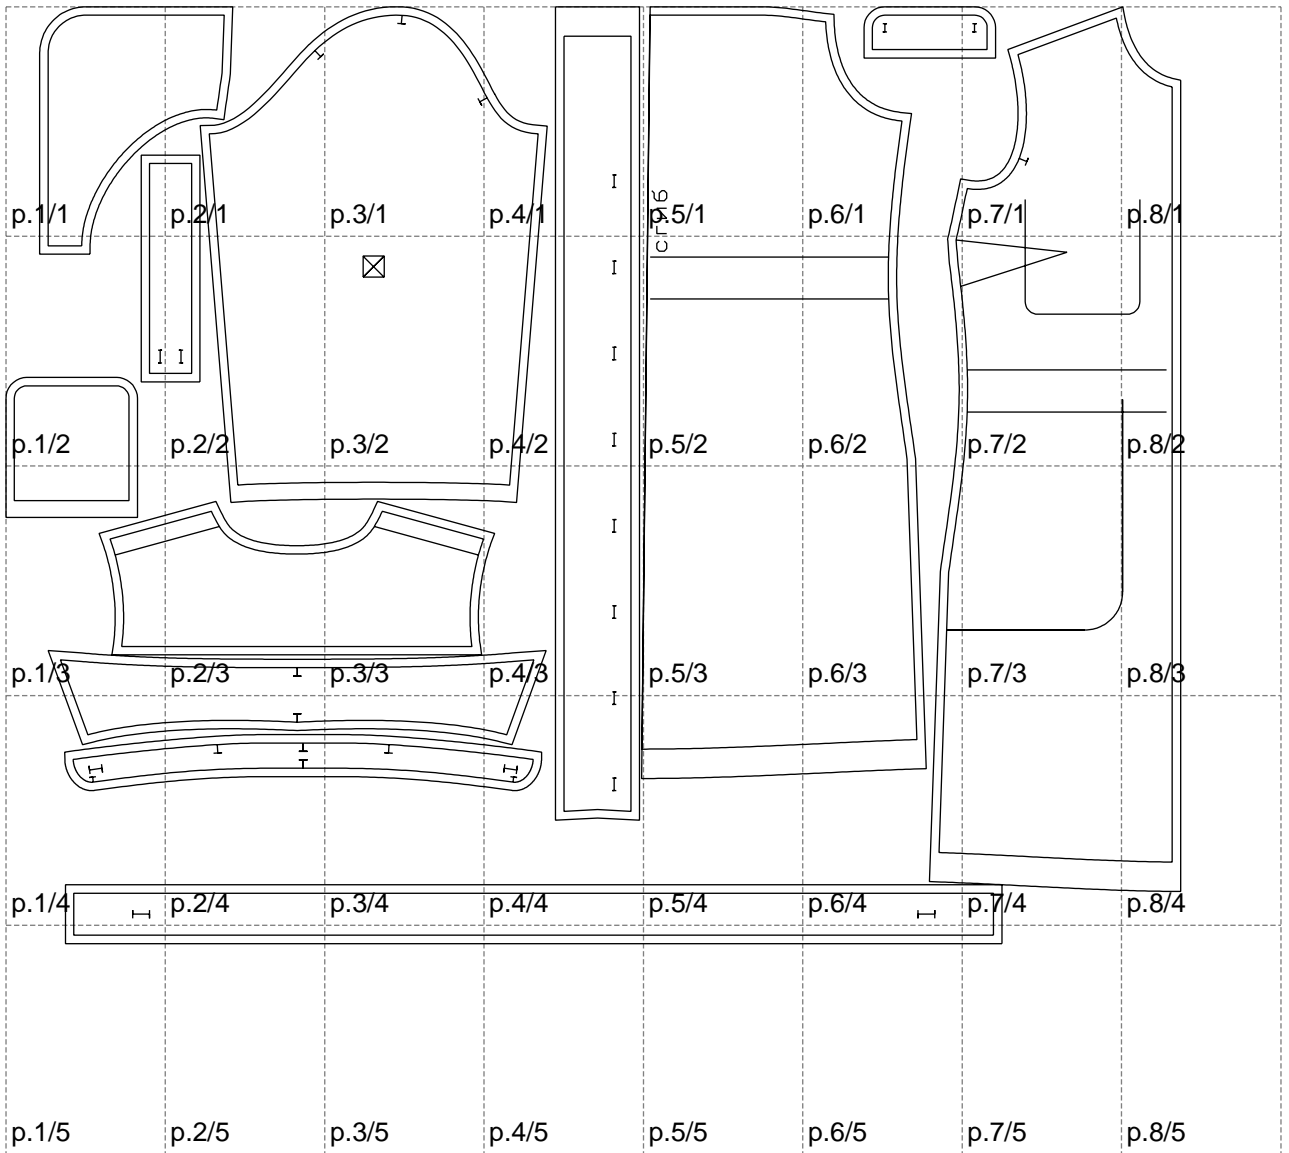 p.1/1 p.2/1 p.3/1 p.4/1 p.5/1 p.6/1 p.7/1 p.8/1
сгиб
p.1/2 p.2/2 p.3/2 p.4/2 p.5/2 p.6/2 p.7/2 p.8/2
p.1/3 p.2/3 p.3/3 p.4/3 p.5/3 p.6/3 p.7/3 p.8/3
p.1/4 p.2/4 p.3/4 p.4/4 p.5/4 p.6/4 p.7/4 p.8/4
p.1/5 p.2/5 p.3/5 p.4/5 p.5/5 p.6/5 p.7/5 p.8/5